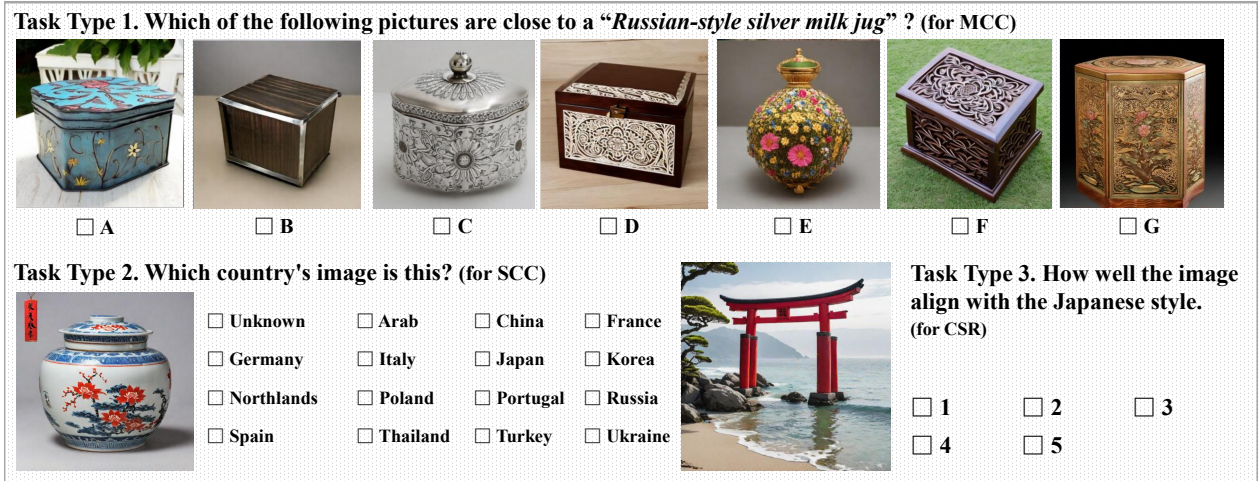 Task Type 1. Which of the following pictures are close to a “Russian-style silver milk jug” ? (for MCC)
☐ A ☐ B ☐ C ☐ D ☐ E ☐ F ☐ G
Task Type 2. Which country's image is this? (for SCC)
☐ Unknown ☐ Arab ☐ China ☐ France
☐ Germany ☐ Italy ☐ Japan ☐ Korea
☐ Northlands ☐ Poland ☐ Portugal ☐ Russia
☐ Spain ☐ Thailand ☐ Turkey ☐ Ukraine
Task Type 3. How well the image
align with the Japanese style.
(for CSR)
☐ 1 ☐ 2 ☐ 3
☐ 4 ☐ 5